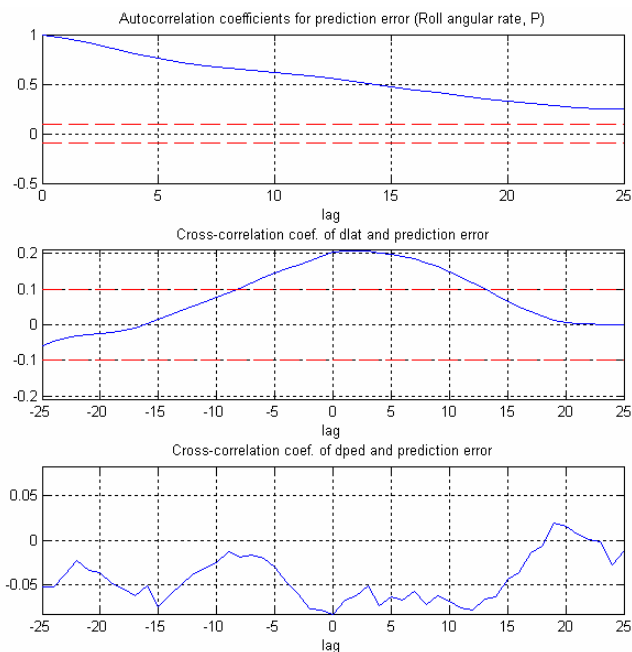 Autocorrelation coefficients for prediction error (Roll angular rate, P)
1
0.5
0
-0.5
0 5 10 15 20 25
lag
Cross-correlation coef. of dlat and prediction error
0.2
0.1
0
-0.1
-0.2
-25 -20 -15 -10 -5 0 5 10 15 20 25
lag
Cross-correlation coef. of dped and prediction error
0.05
0
-0.05
-25 -20 -15 -10 -5 0 5 10 15 20 25
lag